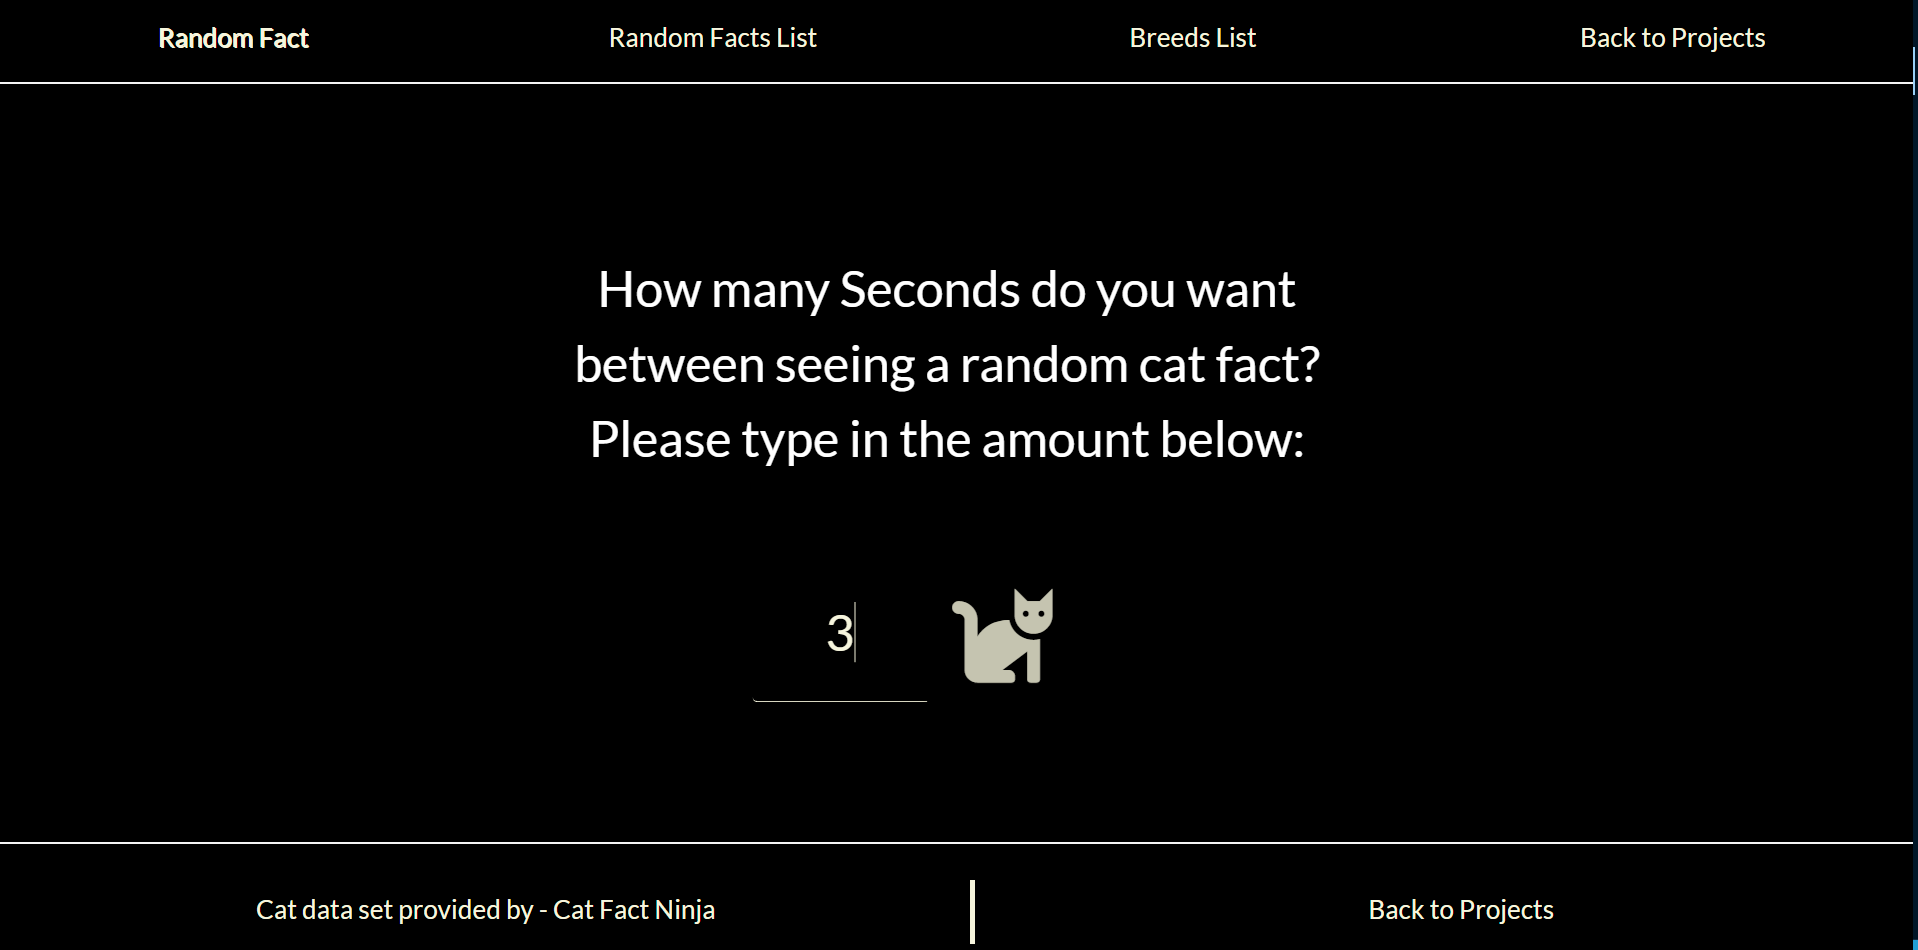 Random Fact
Random Facts List
Breeds List
Back to Projects
How many Seconds do you want
between seeing a random cat fact?
Please type in the amount below:
3
Cat data set provided by - Cat Fact Ninja
Back to Projects